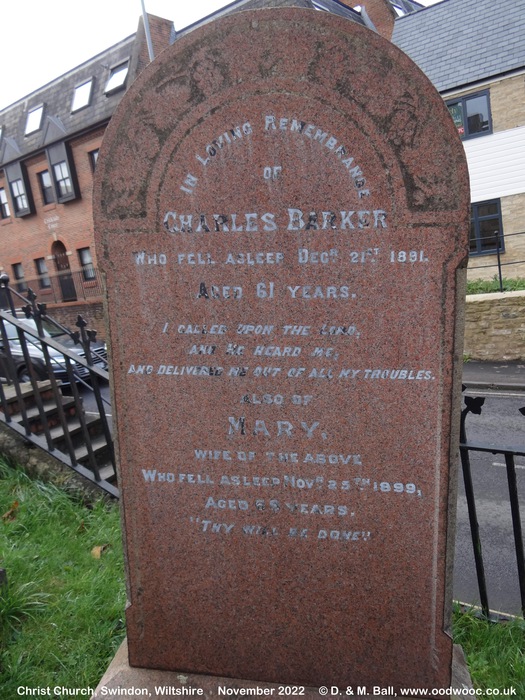 IN LOVING REMEMBRANCE
OF
CHARLES BARKER
WHO FELL ASLEEP DECR. 21ST 1891.
AGED 61 YEARS.
I CALLED UPON THE LORD,
AND HE HEARD ME;
AND DELIVERED ME OUT OF ALL MY TROUBLES.
ALSO OF
MARY,
WIFE OF THE ABOVE
WHO FELL ASLEEP NOVR. 25TH 1899,
AGED YEARS.
"THY WILL BE DONE."
Christ Church, Swindon, Wiltshire November 2022 © D. & M. Ball, www.oodwooc.co.uk